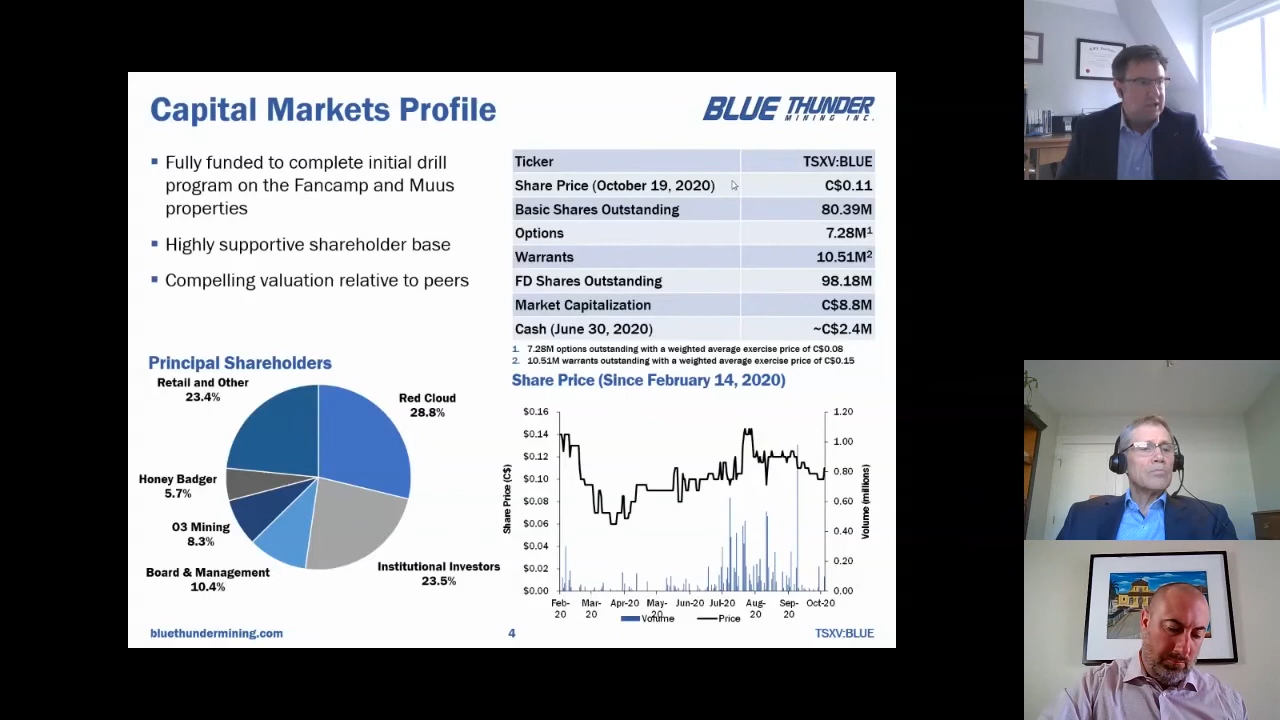 Capital Markets Profile
BLUE THUNDER
MINING INC.
▪ Fully funded to complete initial drill
program on the Fancamp and Muus
properties
▪ Highly supportive shareholder base
▪ Compelling valuation relative to peers
Ticker TSXV:BLUE
Share Price (October 19, 2020) C$0.11
Basic Shares Outstanding 80.39M
Options 7.28M¹
Warrants 10.51M²
FD Shares Outstanding 98.18M
Market Capitalization C$8.8M
Cash (June 30, 2020) ~C$2.4M
1. 7.28M options outstanding with a weighted average exercise price of C$0.08
2. 10.51M warrants outstanding with a weighted average exercise price of C$0.15
Principal Shareholders
Retail and Other
23.4%
Red Cloud
28.8%
Honey Badger
5.7%
O3 Mining
8.3%
Board & Management
10.4%
Institutional Investors
23.5%
Share Price (Since February 14, 2020)
Share Price (C$)
$0.16
$0.14
$0.12
$0.10
$0.08
$0.06
$0.04
$0.02
$0.00
1.20
1.00
0.80
0.60
0.40
0.20
0.00
Volume (millions)
Feb-20 Mar-20 Apr-20 May-20 Jun-20 Jul-20 Aug-20 Sep-20 Oct-20
Volume Price
bluethundermining.com 4 TSXV:BLUE